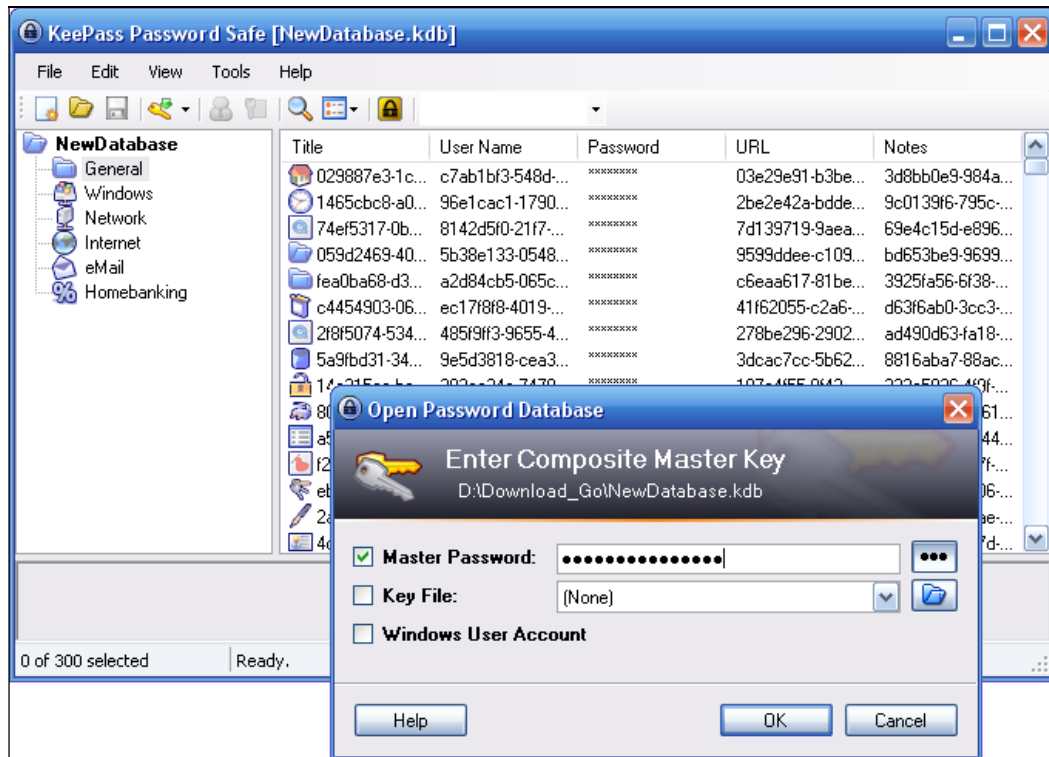 KeePass Password Safe [NewDatabase.kdb]
File Edit View Tools Help
NewDatabase
General
Windows
Network
Internet
eMail
Homebanking
Title User Name Password URL Notes
029887e3-1c... c7ab1bf3-548d-... ******** 03e29e91-b3be... 3d8bb0e9-984a...
1465cbc8-a0... 96e1cac1-1790... ******** 2be2e42a-bdde... 9c0139f6-795c-...
74ef5317-0b... 8142d5f0-21f7-... ******** 7d139719-9aea... 69e4c15d-e896...
059d2469-40... 5b38e133-0548... ******** 9599ddee-c109... bd653be9-9699...
fea0ba68-d3... a2d84cb5-065c... ******** c6eaa617-81be... 3925fa56-6f38-...
c4454903-06... ec17f8f8-4019-... ******** 41f62055-c2a6-... d63f6ab0-3cc3-...
2f8f5074-534... 485f9ff3-9655-4... ******** 278be296-2902... ad490d63-fa18-...
5a9fbd31-34... 9e5d3818-cea3... ******** 3dcac7cc-5b62... 8816aba7-88ac...
Open Password Database
Enter Composite Master Key
D:\Download_Go\NewDatabase.kdb
Master Password: •••••••••••••••
Key File: (None)
Windows User Account
Help OK Cancel
0 of 300 selected Ready.